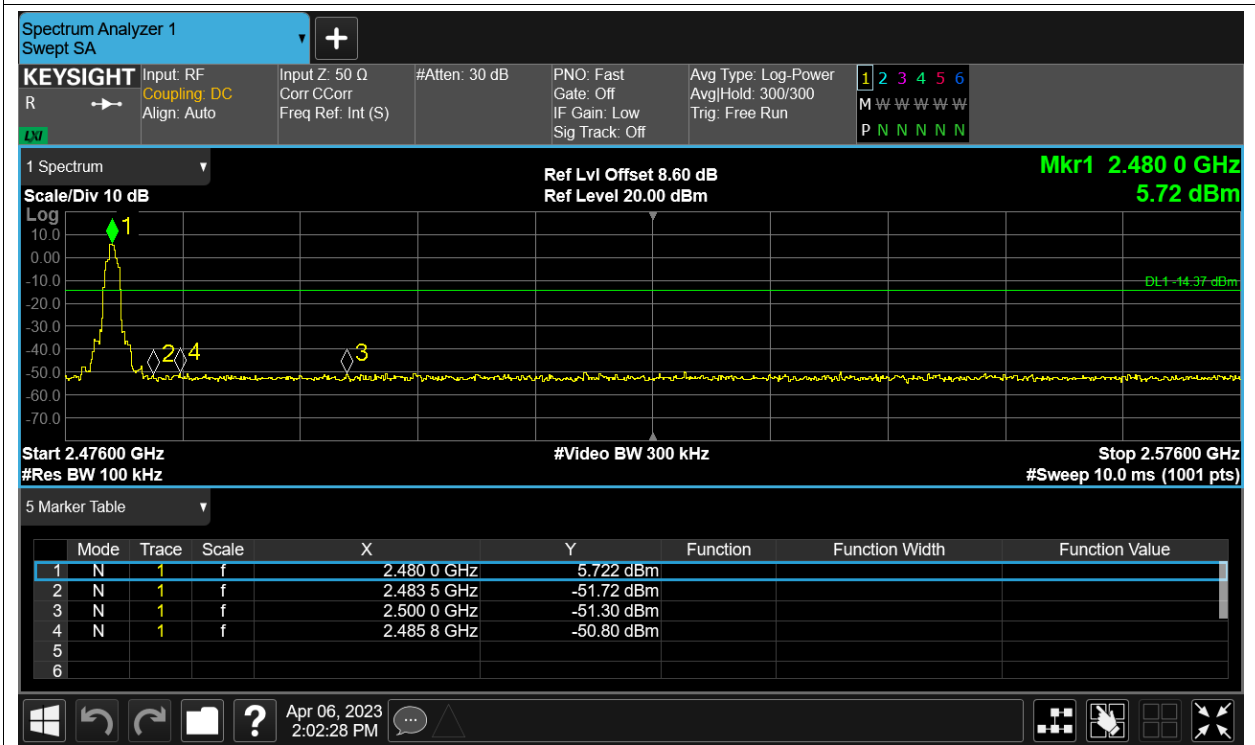 Spectrum Analyzer 1
Swept SA
KEYSIGHT
R
LXI
Input: RF
Coupling: DC
Align: Auto
Input Z: 50 Ω
Corr CCorr
Freq Ref: Int (S)
#Atten: 30 dB
PNO: Fast
Gate: Off
IF Gain: Low
Sig Track: Off
Avg Type: Log-Power
Avg|Hold: 300/300
Trig: Free Run
1 2 3 4 5 6
M W W W W W
P N N N N N
1 Spectrum
Scale/Div 10 dB
Ref Lvl Offset 8.60 dB
Ref Level 20.00 dBm
Mkr1 2.480 0 GHz
5.72 dBm
Log
10.0
0.00
-10.0
-20.0
-30.0
-40.0
-50.0
-60.0
-70.0
1
2
4
3
DL1 -14.37 dBm
Start 2.47600 GHz
#Video BW 300 kHz
Stop 2.57600 GHz
#Res BW 100 kHz
#Sweep 10.0 ms (1001 pts)
5 Marker Table
Mode Trace Scale X Y Function Function Width Function Value
1 N 1 f 2.480 0 GHz 5.722 dBm
2 N 1 f 2.483 5 GHz -51.72 dBm
3 N 1 f 2.500 0 GHz -51.30 dBm
4 N 1 f 2.485 8 GHz -50.80 dBm
5
6
?
Apr 06, 2023
2:02:28 PM